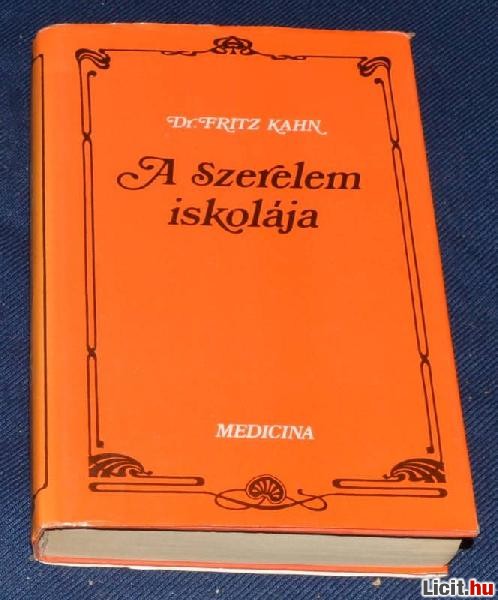 Dr. FRITZ KAHN
A szerelem
iskolája
MEDICINA
Licit.hu